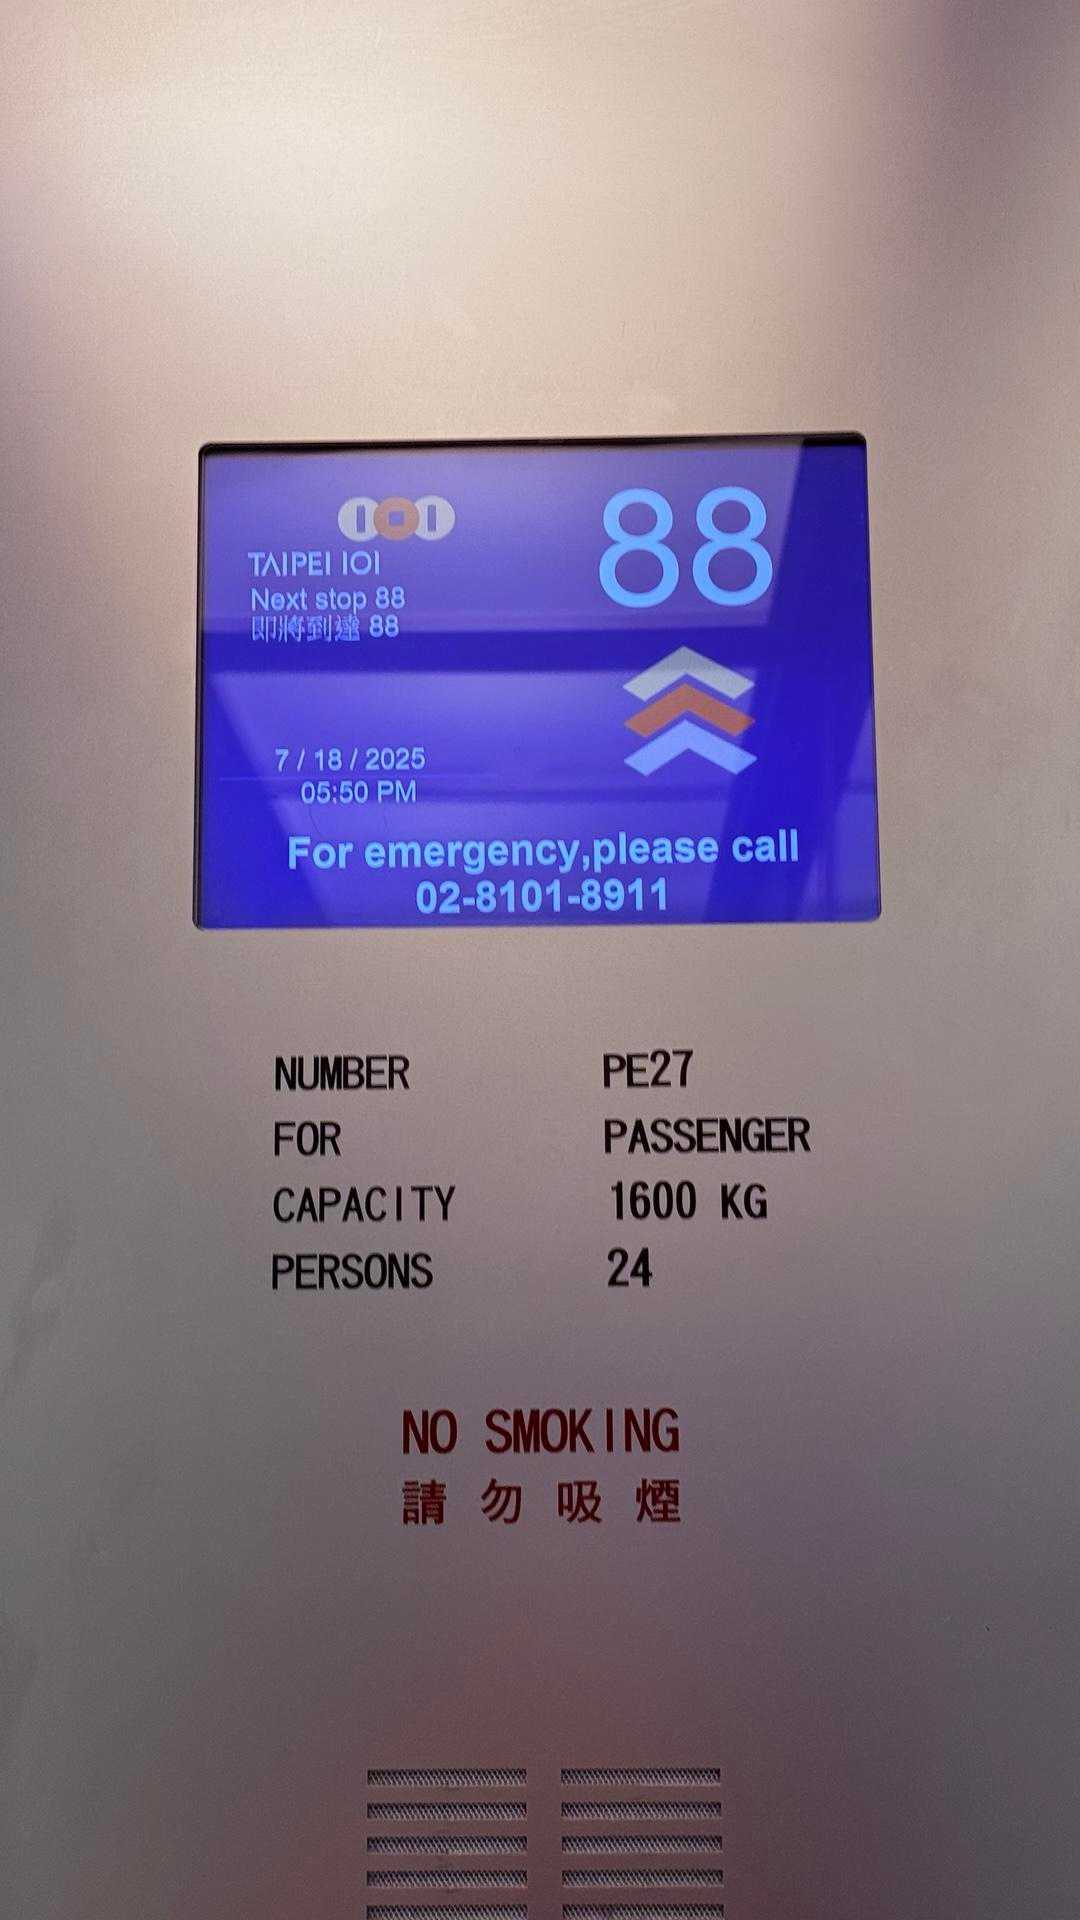 TAIPEI 101
Next stop 88
即將到達 88
88
7 / 18 / 2025
05:50 PM
For emergency,please call
02-8101-8911
NUMBER PE27
FOR PASSENGER
CAPACITY 1600 KG
PERSONS 24
NO SMOKING
請勿吸煙